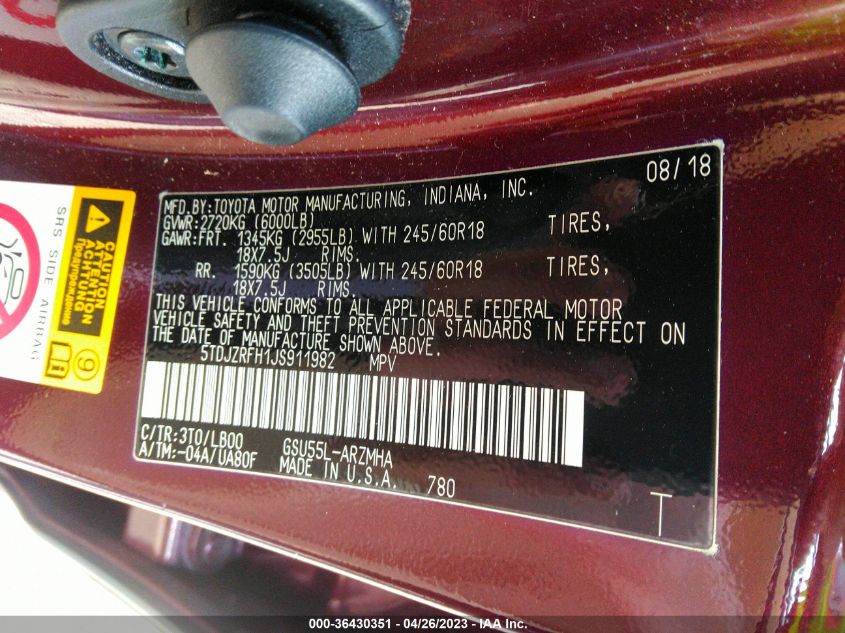 SRS SIDE AIRBAG
CAUTION
ATTENTION
ACHTUNG
Предупреждение
9
08/18
MFD.BY:TOYOTA MOTOR MANUFACTURING, INDIANA, INC.
GVWR:2720KG (6000LB)
GAWR:FRT. 1345KG (2955LB) WITH 245/60R18 TIRES,
18X7.5J RIMS.
RR. 1590KG (3505LB) WITH 245/60R18 TIRES,
18X7.5J RIMS.
THIS VEHICLE CONFORMS TO ALL APPLICABLE FEDERAL MOTOR
VEHICLE SAFETY AND THEFT PREVENTION STANDARDS IN EFFECT ON
THE DATE OF MANUFACTURE SHOWN ABOVE.
5TDJZRFH1JS911982 MPV
C/TR:3T0/LB00 GSU55L-ARZMHA
A/TM:-04A/UA80F MADE IN U.S.A. 780
T
000-36430351 - 04/26/2023 - IAA Inc.